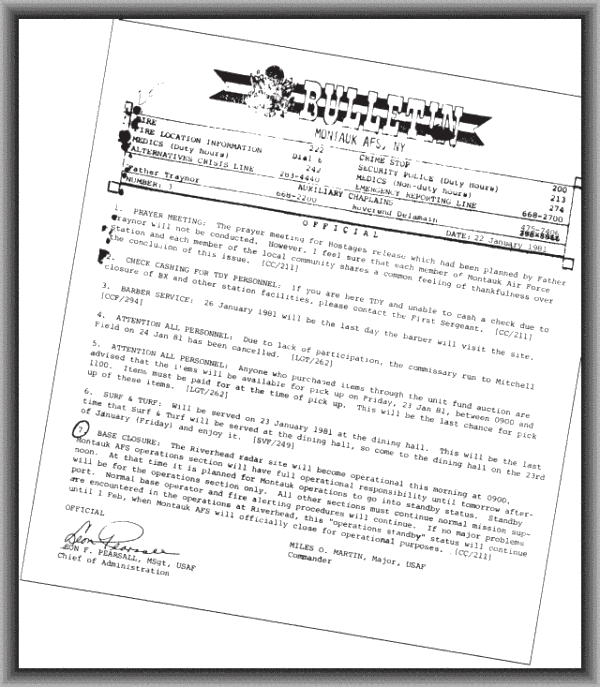 BULLETIN
MONTAUK AFS, NY
FIRE 222 CRIME STOP 200
FIRE LOCATION INFORMATION Dial 6 SECURITY POLICE (Duty hours) 213
MEDICS (Duty hours) 242 MEDICS (Non-duty hours) 274
ALTERNATIVES CRISIS LINE 283-4440 EMERGENCY REPORTING LINE 668-2700
AUXILIARY CHAPLAINS
Father Traynor 668-2200 Reverend Delamain 475-7406
NUMBER: 3 OFFICIAL DATE: 22 January 1981
1. PRAYER MEETING: The prayer meeting for Hostages release which had been planned by Father
Traynor will not be conducted. However, I feel sure that each member of Montauk Air Force
Station and each member of the local community shares a common feeling of thankfulness over
the conclusion of this issue. [CC/211]
2. CHECK CASHING FOR TDY PERSONNEL: If you are here TDY and unable to cash a check due to
closure of BX and other station facilities, please contact the First Sergeant. [CC/211]
3. BARBER SERVICE: 26 January 1981 will be the last day the barber will visit the site.
[CCF/294]
4. ATTENTION ALL PERSONNEL: Due to lack of participation, the commissary run to Mitchell
Field on 24 Jan 81 has been cancelled. [LGT/262]
5. ATTENTION ALL PERSONNEL: Anyone who purchased items through the unit fund auction are
advised that the items will be available for pick up on Friday, 23 Jan 81, between 0900 and
1100. Items must be paid for at the time of pick up. This will be the last chance for pick
up of these items. [LGT/262]
6. SURF & TURF: Will be served on 23 January 1981 at the dining hall. This will be the last
time that Surf & Turf will be served at the dining hall, so come to the dining hall on the 23rd
of January (Friday) and enjoy it. [SVF/249]
7 BASE CLOSURE: The Riverhead radar site will become operational this morning at 0900,
Montauk AFS operations section will have full operational responsibility until tomorrow after-
noon. At that time it is planned for Montauk operations to go into standby status. Standby
will be for the operations section only. All other sections must continue normal mission sup-
port. Normal base operator and fire alerting procedures will continue. If no major problems
are encountered in the operations at Riverhead, this "operations standby" status will continue
until 1 Feb, when Montauk AFS will officially close for operational purposes. [CC/211]
OFFICIAL
Leon F. Pearsall
LEON F. PEARSALL, MSgt, USAF MILES O. MARTIN, Major, USAF
Chief of Administration Commander